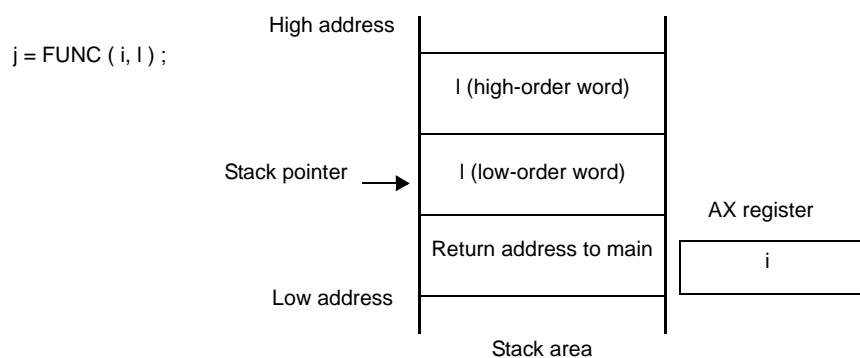 High address
j = FUNC ( i, l ) ;
l (high-order word)
Stack pointer
l (low-order word)
AX register
Return address to main
i
Low address
Stack area